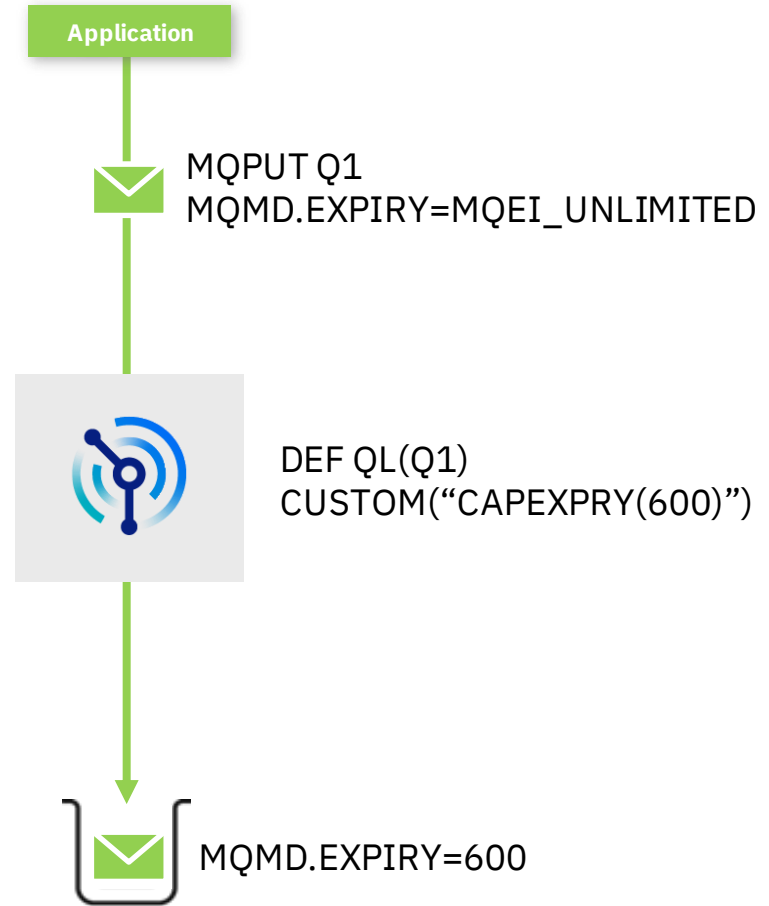 Application
MQPUT Q1
MQMD.EXPIRY=MQEI_UNLIMITED
DEF QL(Q1)
CUSTOM(“CAPEXPRY(600)”)
MQMD.EXPIRY=600